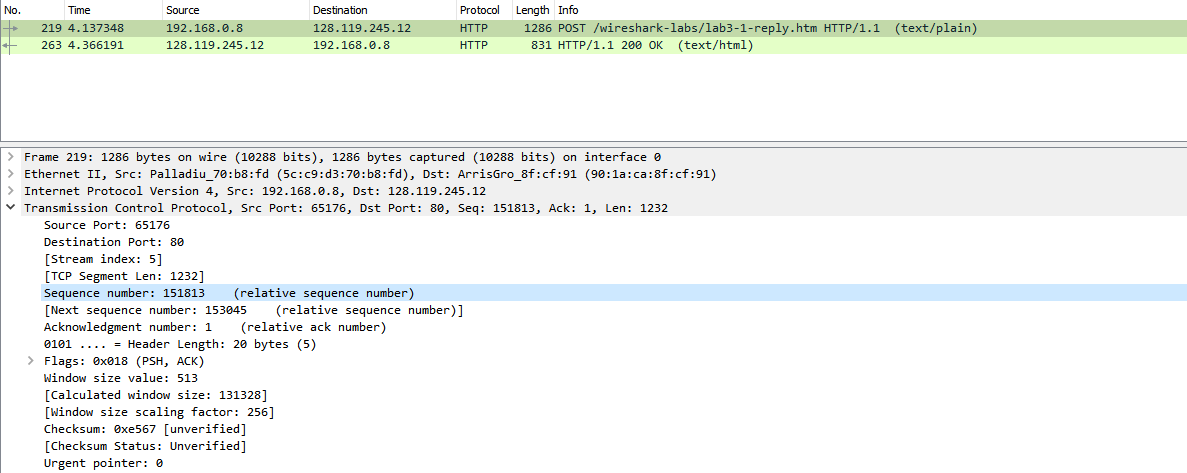 No. Time Source Destination Protocol Length Info
219 4.137348 192.168.0.8 128.119.245.12 HTTP 1286 POST /wireshark-labs/lab3-1-reply.htm HTTP/1.1 (text/plain)
263 4.366191 128.119.245.12 192.168.0.8 HTTP 831 HTTP/1.1 200 OK (text/html)
Frame 219: 1286 bytes on wire (10288 bits), 1286 bytes captured (10288 bits) on interface 0
Ethernet II, Src: Palladiu_70:b8:fd (5c:c9:d3:70:b8:fd), Dst: ArrisGro_8f:cf:91 (90:1a:ca:8f:cf:91)
Internet Protocol Version 4, Src: 192.168.0.8, Dst: 128.119.245.12
Transmission Control Protocol, Src Port: 65176, Dst Port: 80, Seq: 151813, Ack: 1, Len: 1232
Source Port: 65176
Destination Port: 80
[Stream index: 5]
[TCP Segment Len: 1232]
Sequence number: 151813 (relative sequence number)
[Next sequence number: 153045 (relative sequence number)]
Acknowledgment number: 1 (relative ack number)
0101 .... = Header Length: 20 bytes (5)
Flags: 0x018 (PSH, ACK)
Window size value: 513
[Calculated window size: 131328]
[Window size scaling factor: 256]
Checksum: 0xe567 [unverified]
[Checksum Status: Unverified]
Urgent pointer: 0